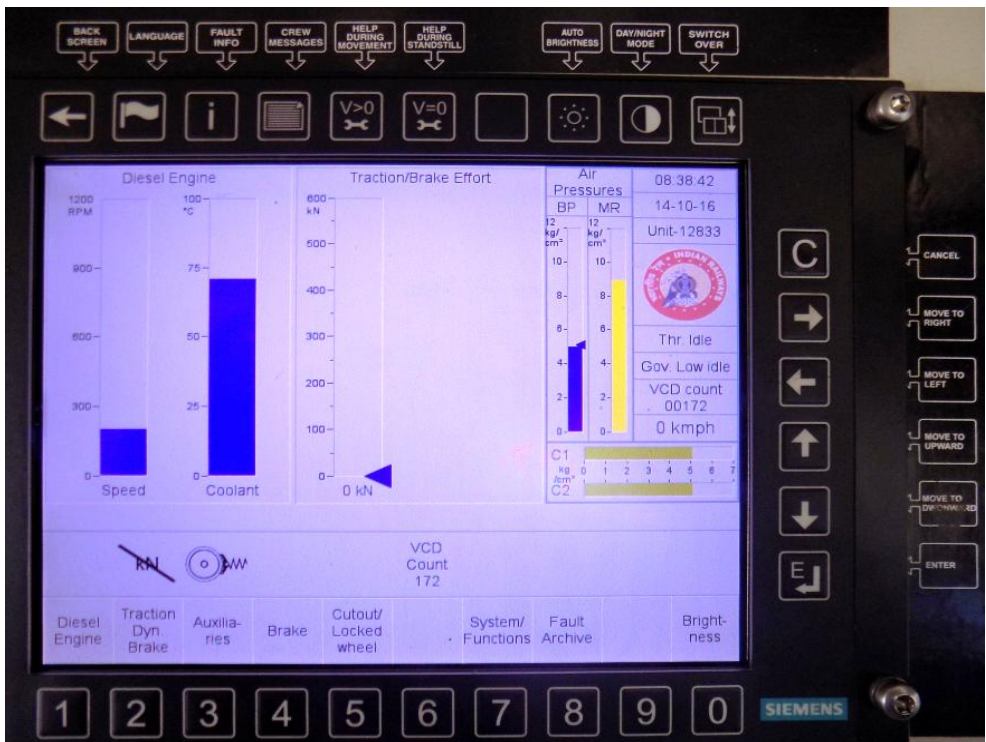 BACK
SCREEN
LANGUAGE
FAULT
INFO
CREW
MESSAGES
HELP
DURING
MOVEMENT
HELP
DURING
STANDSTILL
AUTO
BRIGHTNESS
DAY/NIGHT
MODE
SWITCH
OVER
i
V>0
V=0
Diesel Engine
1200
RPM
900
600
300
0
Speed
100
°C
75
50
25
0
Coolant
Traction/Brake Effort
600
kN
500
400
300
200
100
0
0 kN
Air
Pressures
BP MR
12
kg/
cm²
10
8
6
4
2
0
12
kg/
cm²
10
8
6
4
2
0
08:38:42
14-10-16
Unit-12833
INDIAN RAILWAYS
भारतीय रेल
Thr. Idle
Gov. Low idle
VCD count
00172
0 kmph
C1
kg
/cm²
0 1 2 3 4 5 6 7
C2
kN
VCD
Count
172
Diesel
Engine
Traction
Dyn.
Brake
Auxilia-
ries
Brake
Cutout/
Locked
wheel
System/
Functions
Fault
Archive
Bright-
ness
1 2 3 4 5 6 7 8 9 0
SIEMENS
C
E
CANCEL
MOVE TO
RIGHT
MOVE TO
LEFT
MOVE TO
UPWARD
MOVE TO
DWONWARD
ENTER